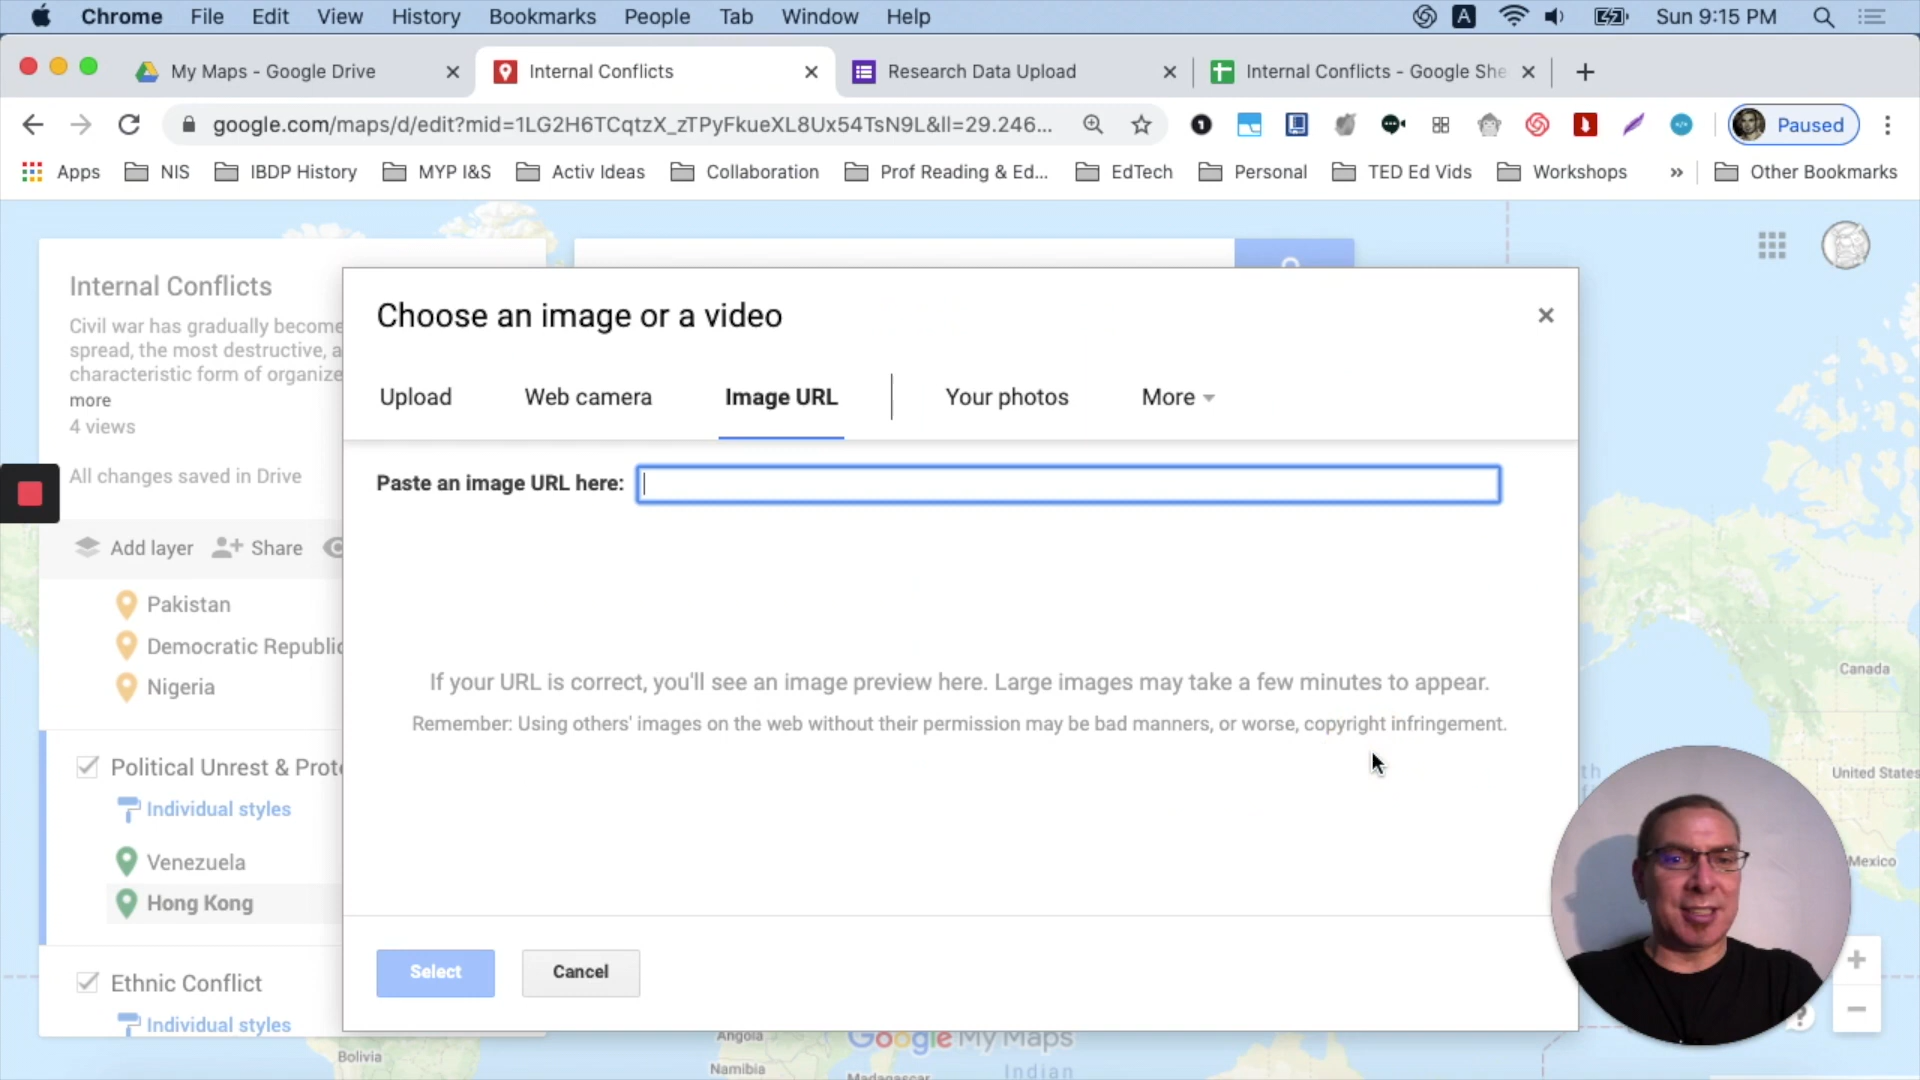 Chrome File Edit View History Bookmarks People Tab Window Help A Sun 9:15 PM
My Maps - Google Drive Internal Conflicts Research Data Upload Internal Conflicts - Google She
google.com/maps/d/edit?mid=1LG2H6TCqtzX_zTPyFkueXL8Ux54TsN9L&ll=29.246... Paused
Apps NIS IBDP History MYP I&S Activ Ideas Collaboration Prof Reading & Ed... EdTech Personal TED Ed Vids Workshops » Other Bookmarks
Internal Conflicts
Civil war has gradually become
spread, the most destructive, a
characteristic form of organize
more
4 views
All changes saved in Drive
Add layer Share
Pakistan
Democratic Republic
Nigeria
Political Unrest & Prote
Individual styles
Venezuela
Hong Kong
Ethnic Conflict
Individual styles
Choose an image or a video
Upload Web camera Image URL Your photos More
Paste an image URL here:
If your URL is correct, you'll see an image preview here. Large images may take a few minutes to appear.
Remember: Using others' images on the web without their permission may be bad manners, or worse, copyright infringement.
Select Cancel
Canada
United States
Mexico
Bolivia
Angola
Namibia
Madagascar
Google My Maps
Indian